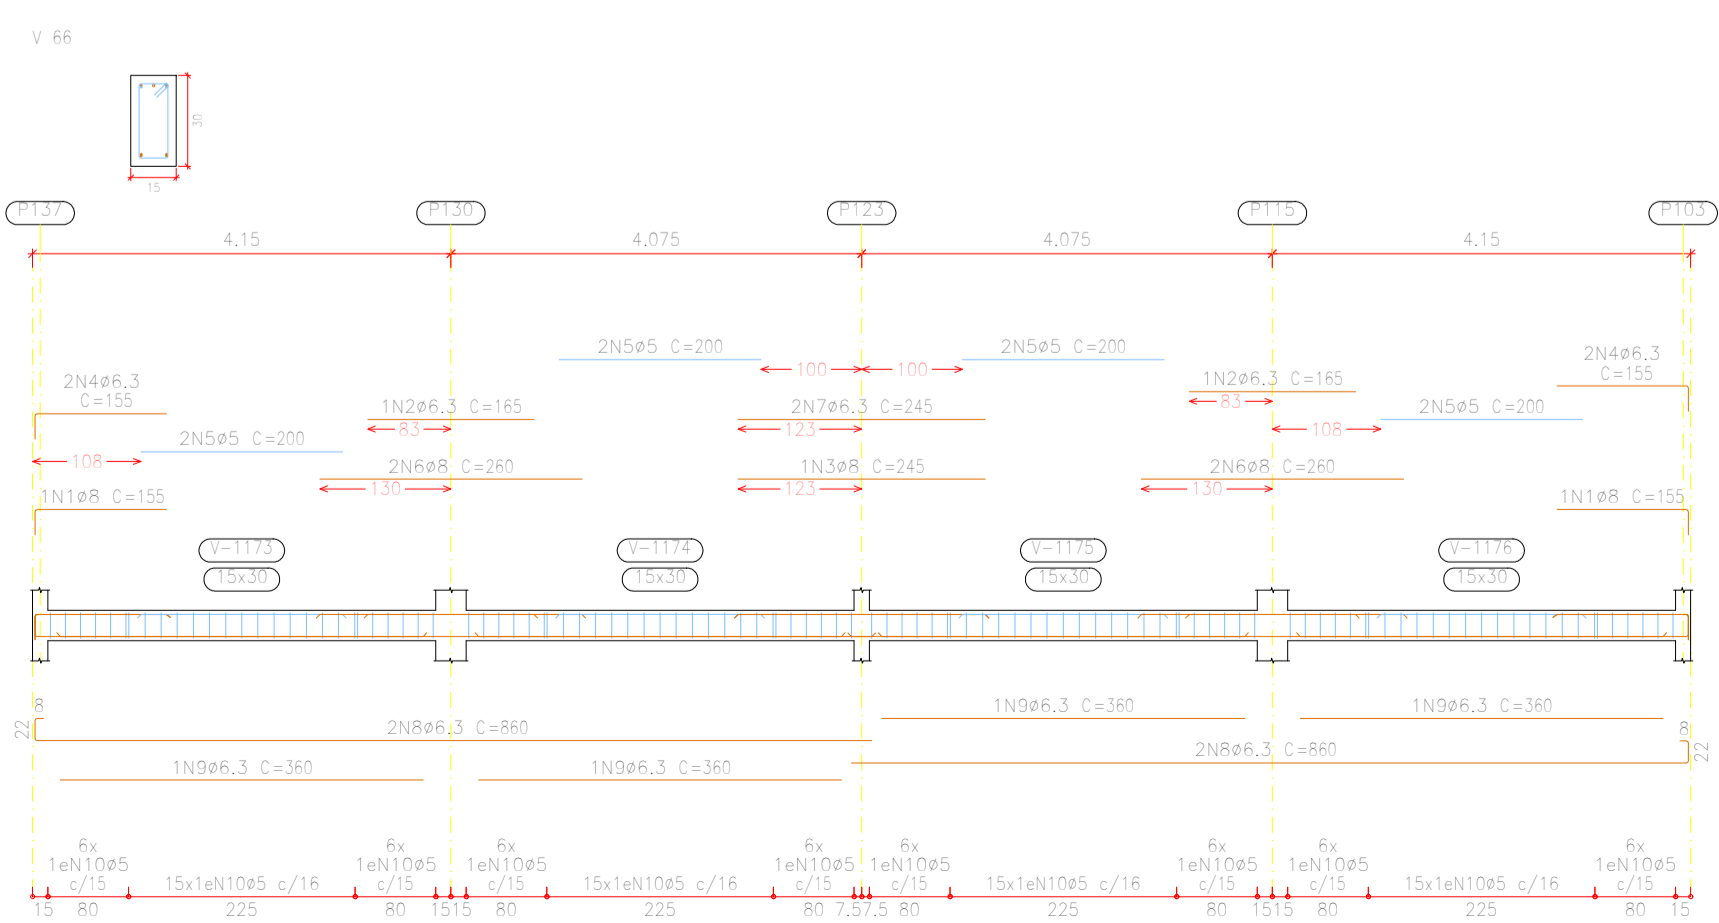 V 66
30
15
P137 P130 P123 P115 P103
4.15 4.075 4.075 4.15
2N5ø5 C=200 2N5ø5 C=200
2N4ø6.3
C=155
100 100
1N2ø6.3 C=165
83
2N4ø6.3
C=155
1N2ø6.3 C=165
83
2N7ø6.3 C=245
123
2N5ø5 C=200
108
2N5ø5 C=200
108
2N6ø8 C=260
130
1N3ø8 C=245
123
2N6ø8 C=260
130
1N1ø8 C=155 1N1ø8 C=155
V-1173 V-1174 V-1175 V-1176
15x30 15x30 15x30 15x30
8
22
2N8ø6.3 C=860
1N9ø6.3 C=360 1N9ø6.3 C=360
8
22
2N8ø6.3 C=860
1N9ø6.3 C=360 1N9ø6.3 C=360
6x 6x 6x 6x 6x 6x 6x 6x
1eN10ø5 1eN10ø5 1eN10ø5 1eN10ø5 1eN10ø5 1eN10ø5 1eN10ø5 1eN10ø5
c/15 15x1eN10ø5 c/16 c/15 c/15 15x1eN10ø5 c/16 c/15 c/15 15x1eN10ø5 c/16 c/15 c/15 15x1eN10ø5 c/16 c/15
15 80 225 80 15 15 80 225 80 7.5 7.5 80 225 80 15 15 80 225 80 15